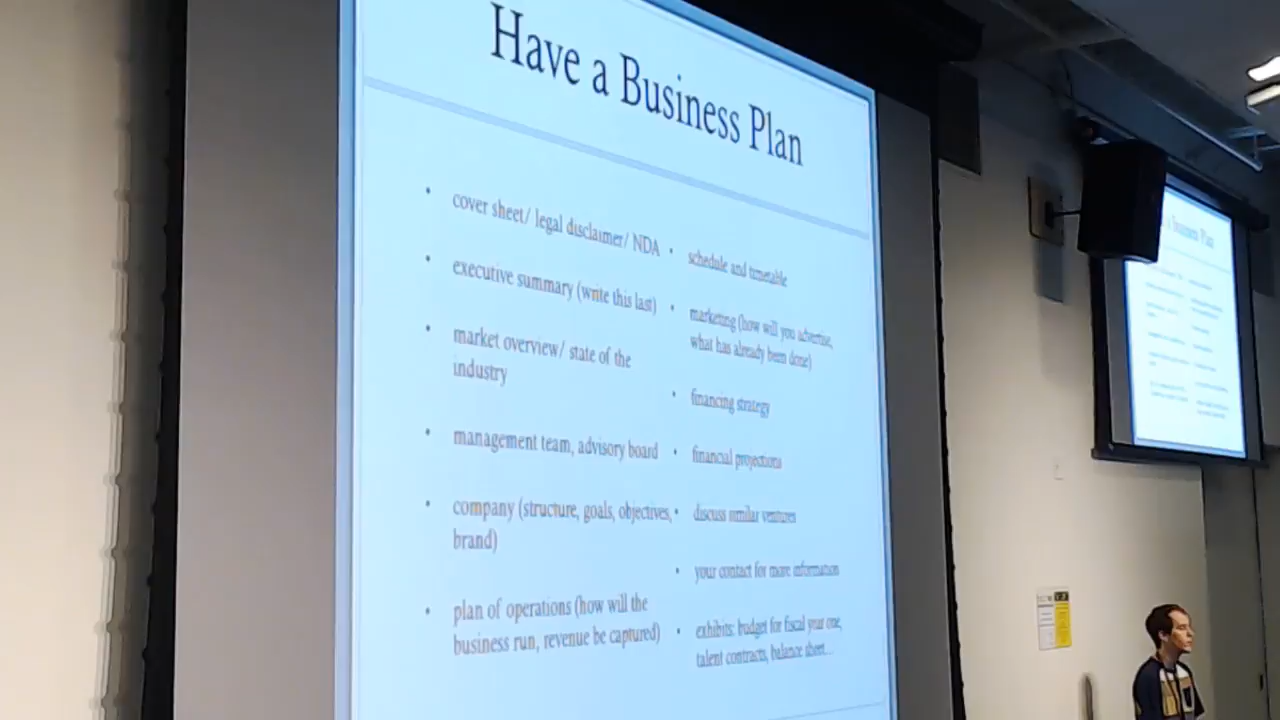 Have a Business Plan
• cover sheet/ legal disclaimer/ NDA
• executive summary (write this last)
• market overview/ state of the
industry
• management team, advisory board
• company (structure, goals, objectives,
brand)
• plan of operations (how will the
business run, revenue be captured)
• schedule and timetable
• marketing (how will you advertise,
what has already been done)
• financing strategy
• financial projections
• discuss similar ventures
• your contact for more information
• exhibits: budget for fiscal year one,
talent contracts, balance sheet...
a Business Plan